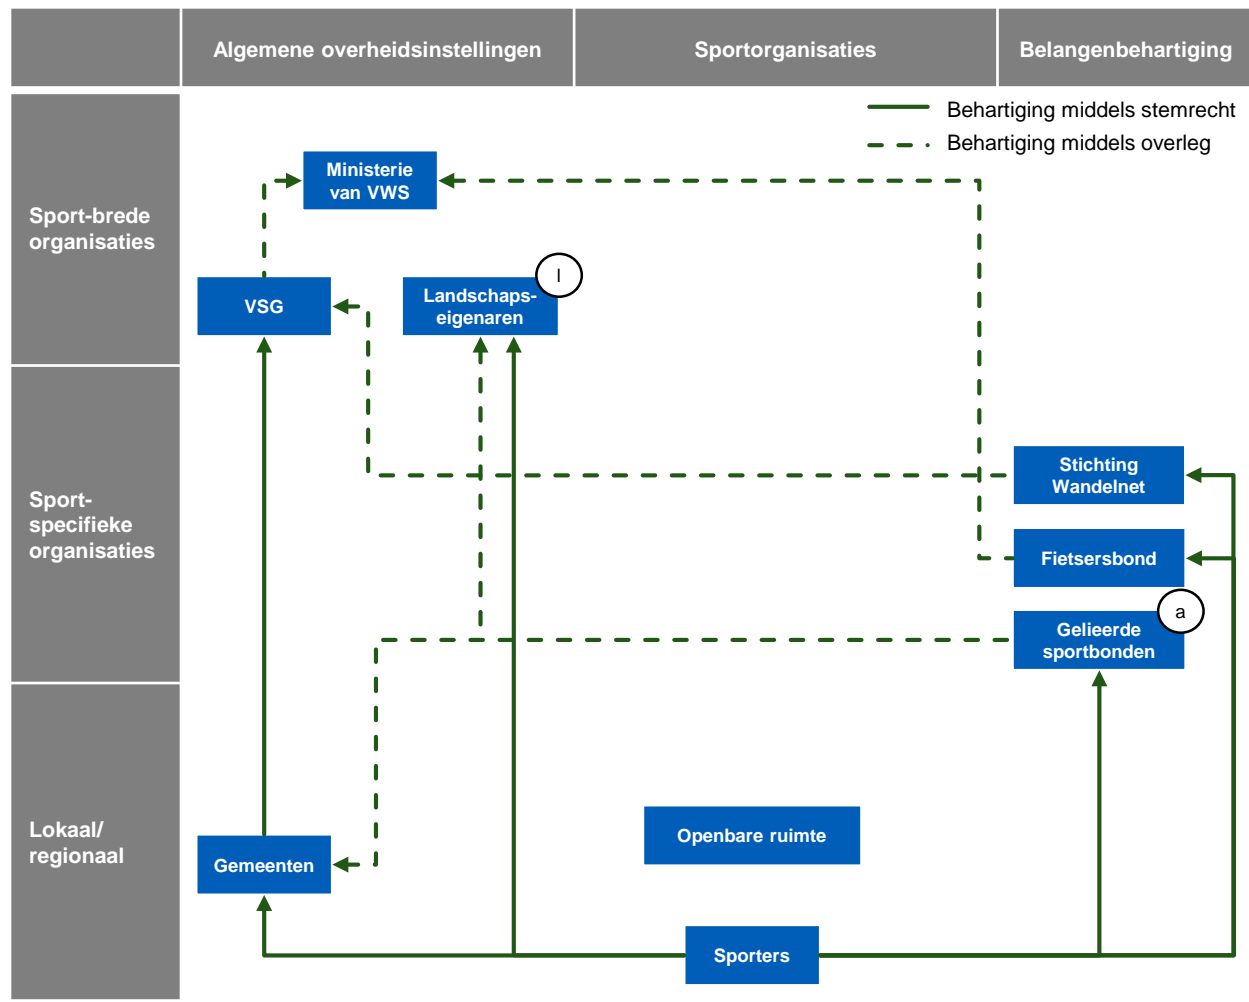 Algemene overheidsinstellingen
Sportorganisaties
Belangenbehartiging
Behartiging middels stemrecht
Behartiging middels overleg
Sport-brede
organisaties
Ministerie
van VWS
VSG
Landschaps-
eigenaren
l
Sport-
specifieke
organisaties
Stichting
Wandelnet
Fietsersbond
Gelieerde
sportbonden
a
Lokaal/
regionaal
Openbare ruimte
Gemeenten
Sporters